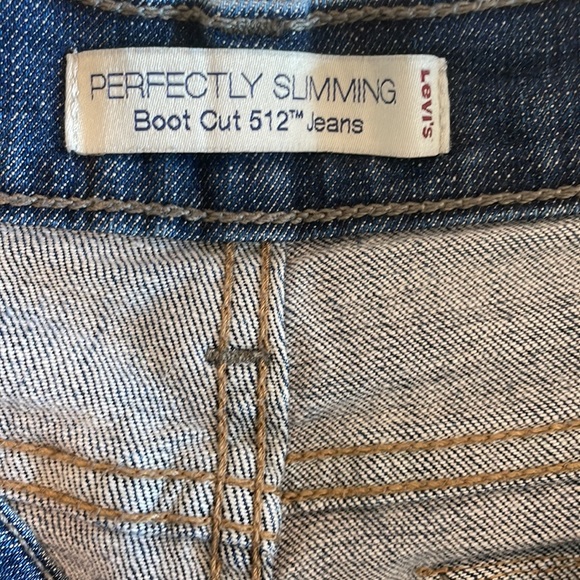 PERFECTLY SLIMMING
Boot Cut 512™ Jeans
Levi's